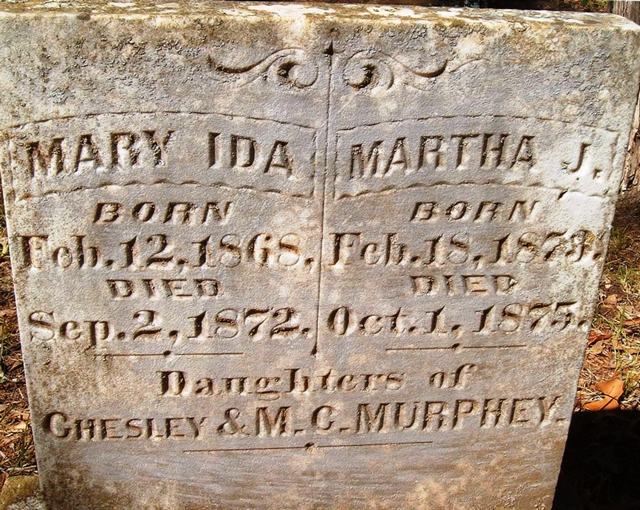 MARY IDA
BORN
Feb. 12, 1868.
DIED
Sep. 2, 1872.
MARTHA J.
BORN
Feb. 18, 1873.
DIED
Oct. 1, 1875.
Daughters of
CHESLEY & M. C. MURPHEY.